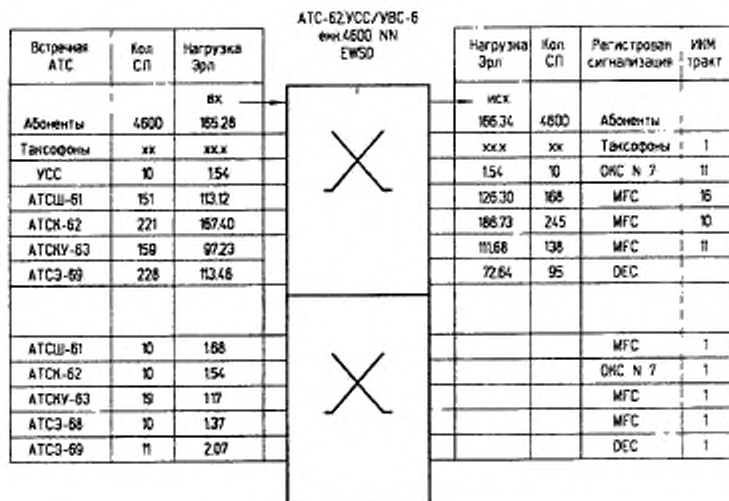 АТС-62,УСС/УВС-6
емк.4600 NN
EWSD
Встречная АТС Кол СЛ Нагрузка Эрл
Нагрузка Эрл Кол СЛ Регистровая сигнализация ИКМ тракт
вх исх
Абоненты 4600 165.28 166.34 4600 Абоненты
Таксофоны xx xx.x xx.x xx Таксофоны 1
УСС 10 1.54 1.54 10 ОКС N 7 11
АТСШ-61 151 113.12 126.30 168 MFC 16
АТСК-62 221 167.40 186.73 245 MFC 10
АТСКУ-63 159 97.23 111.68 138 MFC 11
АТСЭ-69 228 113.46 72.64 95 DEC
АТСШ-61 10 1.68 MFC 1
АТСК-62 10 1.54 ОКС N 7 1
АТСКУ-63 19 1.17 MFC 1
АТСЭ-68 10 1.37 MFC 1
АТСЭ-69 11 2.07 DEC 1